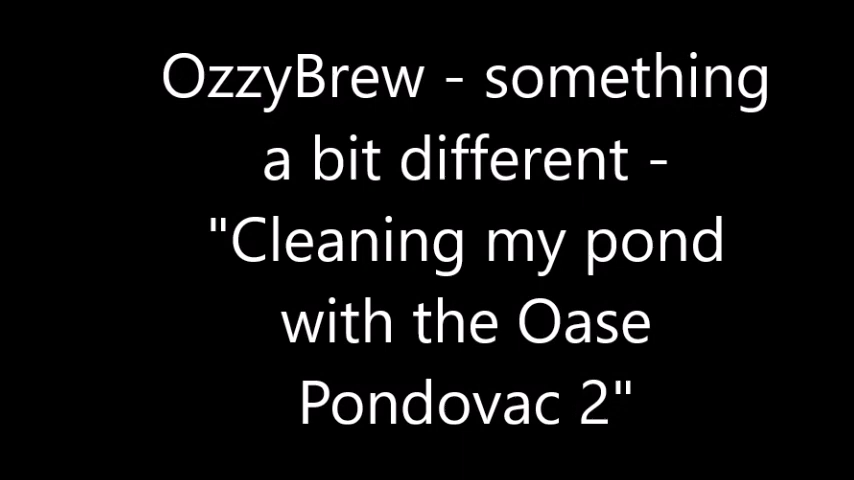 OzzyBrew - something
a bit different -
"Cleaning my pond
with the Oase
Pondovac 2"